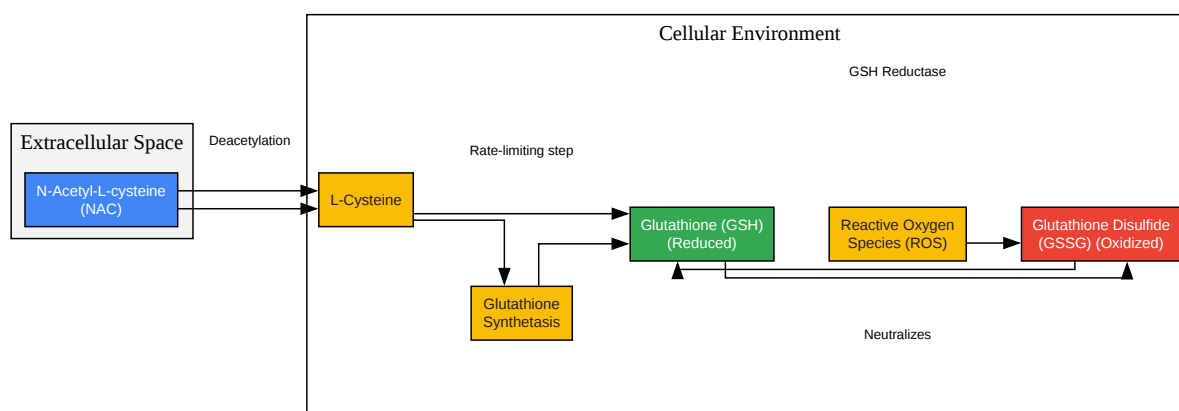 Cellular Environment
GSH Reductase
Extracellular Space
Deacetylation
Rate-limiting step
N-Acetyl-L-cysteine
(NAC)
L-Cysteine
Glutathione (GSH)
(Reduced)
Reactive Oxygen
Species (ROS)
Glutathione Disulfide
(GSSG) (Oxidized)
Glutathione
Synthetasis
Neutralizes